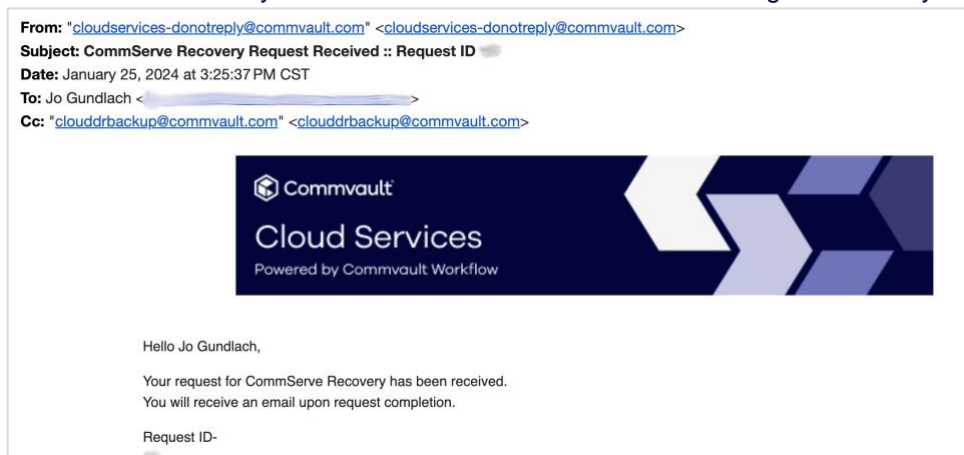 From: "cloudservices-donotreply@commvault.com" <cloudservices-donotreply@commvault.com>
Subject: CommServe Recovery Request Received :: Request ID
Date: January 25, 2024 at 3:25:37 PM CST
To: Jo Gundlach < >
Cc: "clouddrbackup@commvault.com" <clouddrbackup@commvault.com>
Commvault
Cloud Services
Powered by Commvault Workflow
Hello Jo Gundlach,
Your request for CommServe Recovery has been received.
You will receive an email upon request completion.
Request ID-